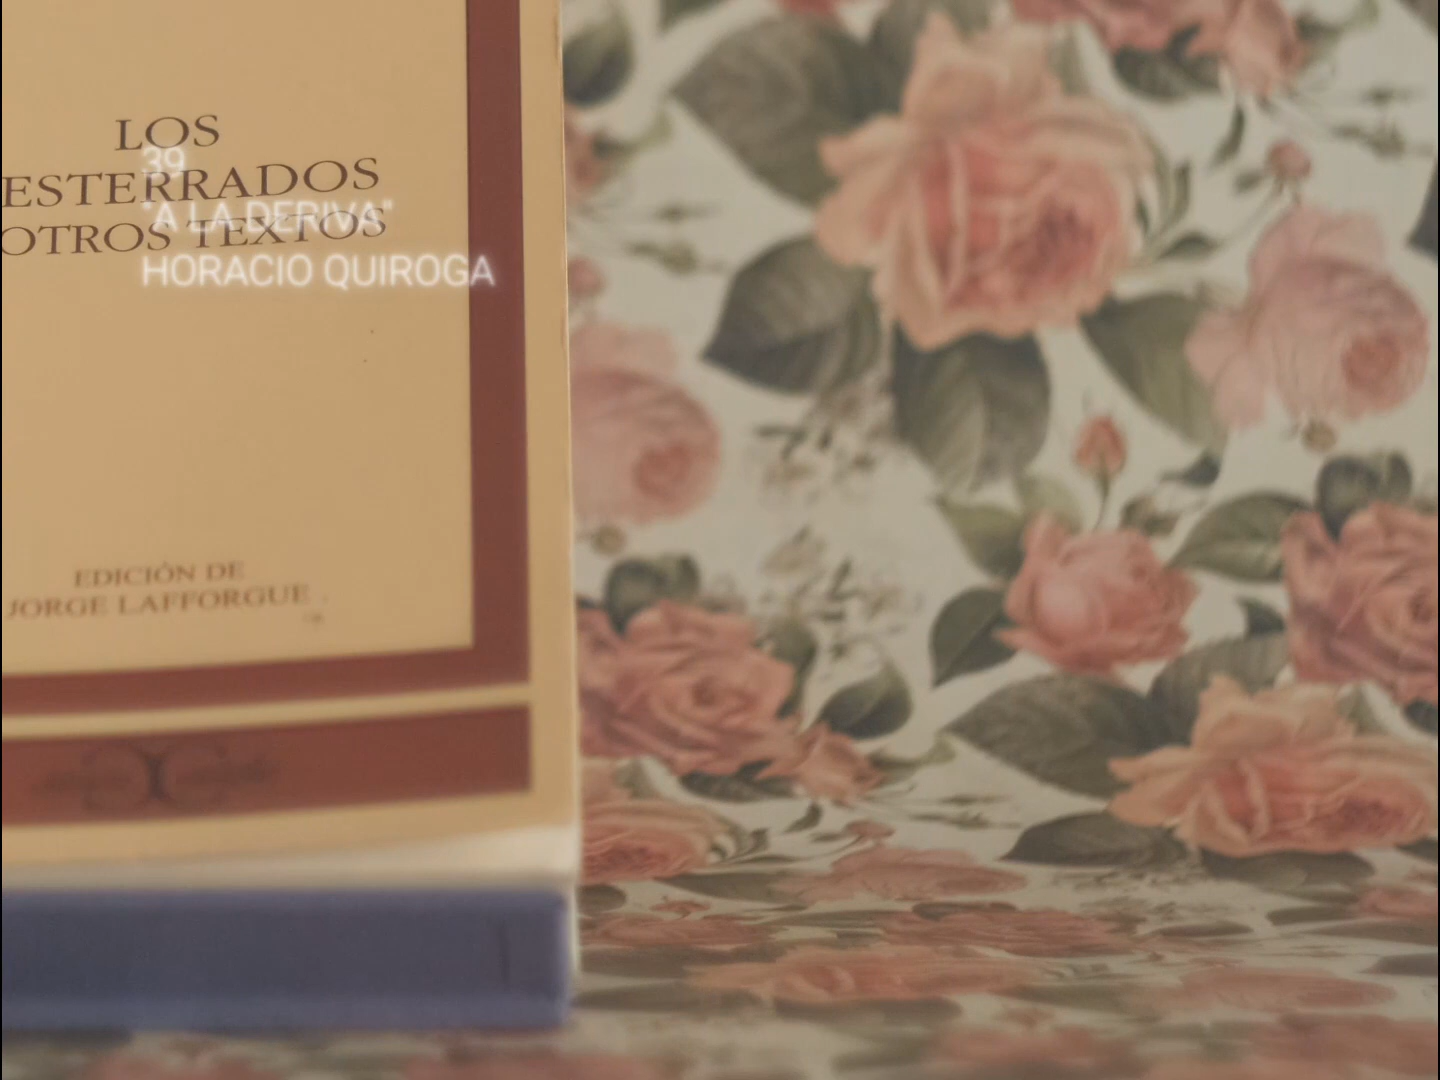 LOS
ESTERRADOS
OTROS TEXTOS
39
"A LA DERIVA"
HORACIO QUIROGA
EDICIÓN DE
JORGE LAFFORGUE